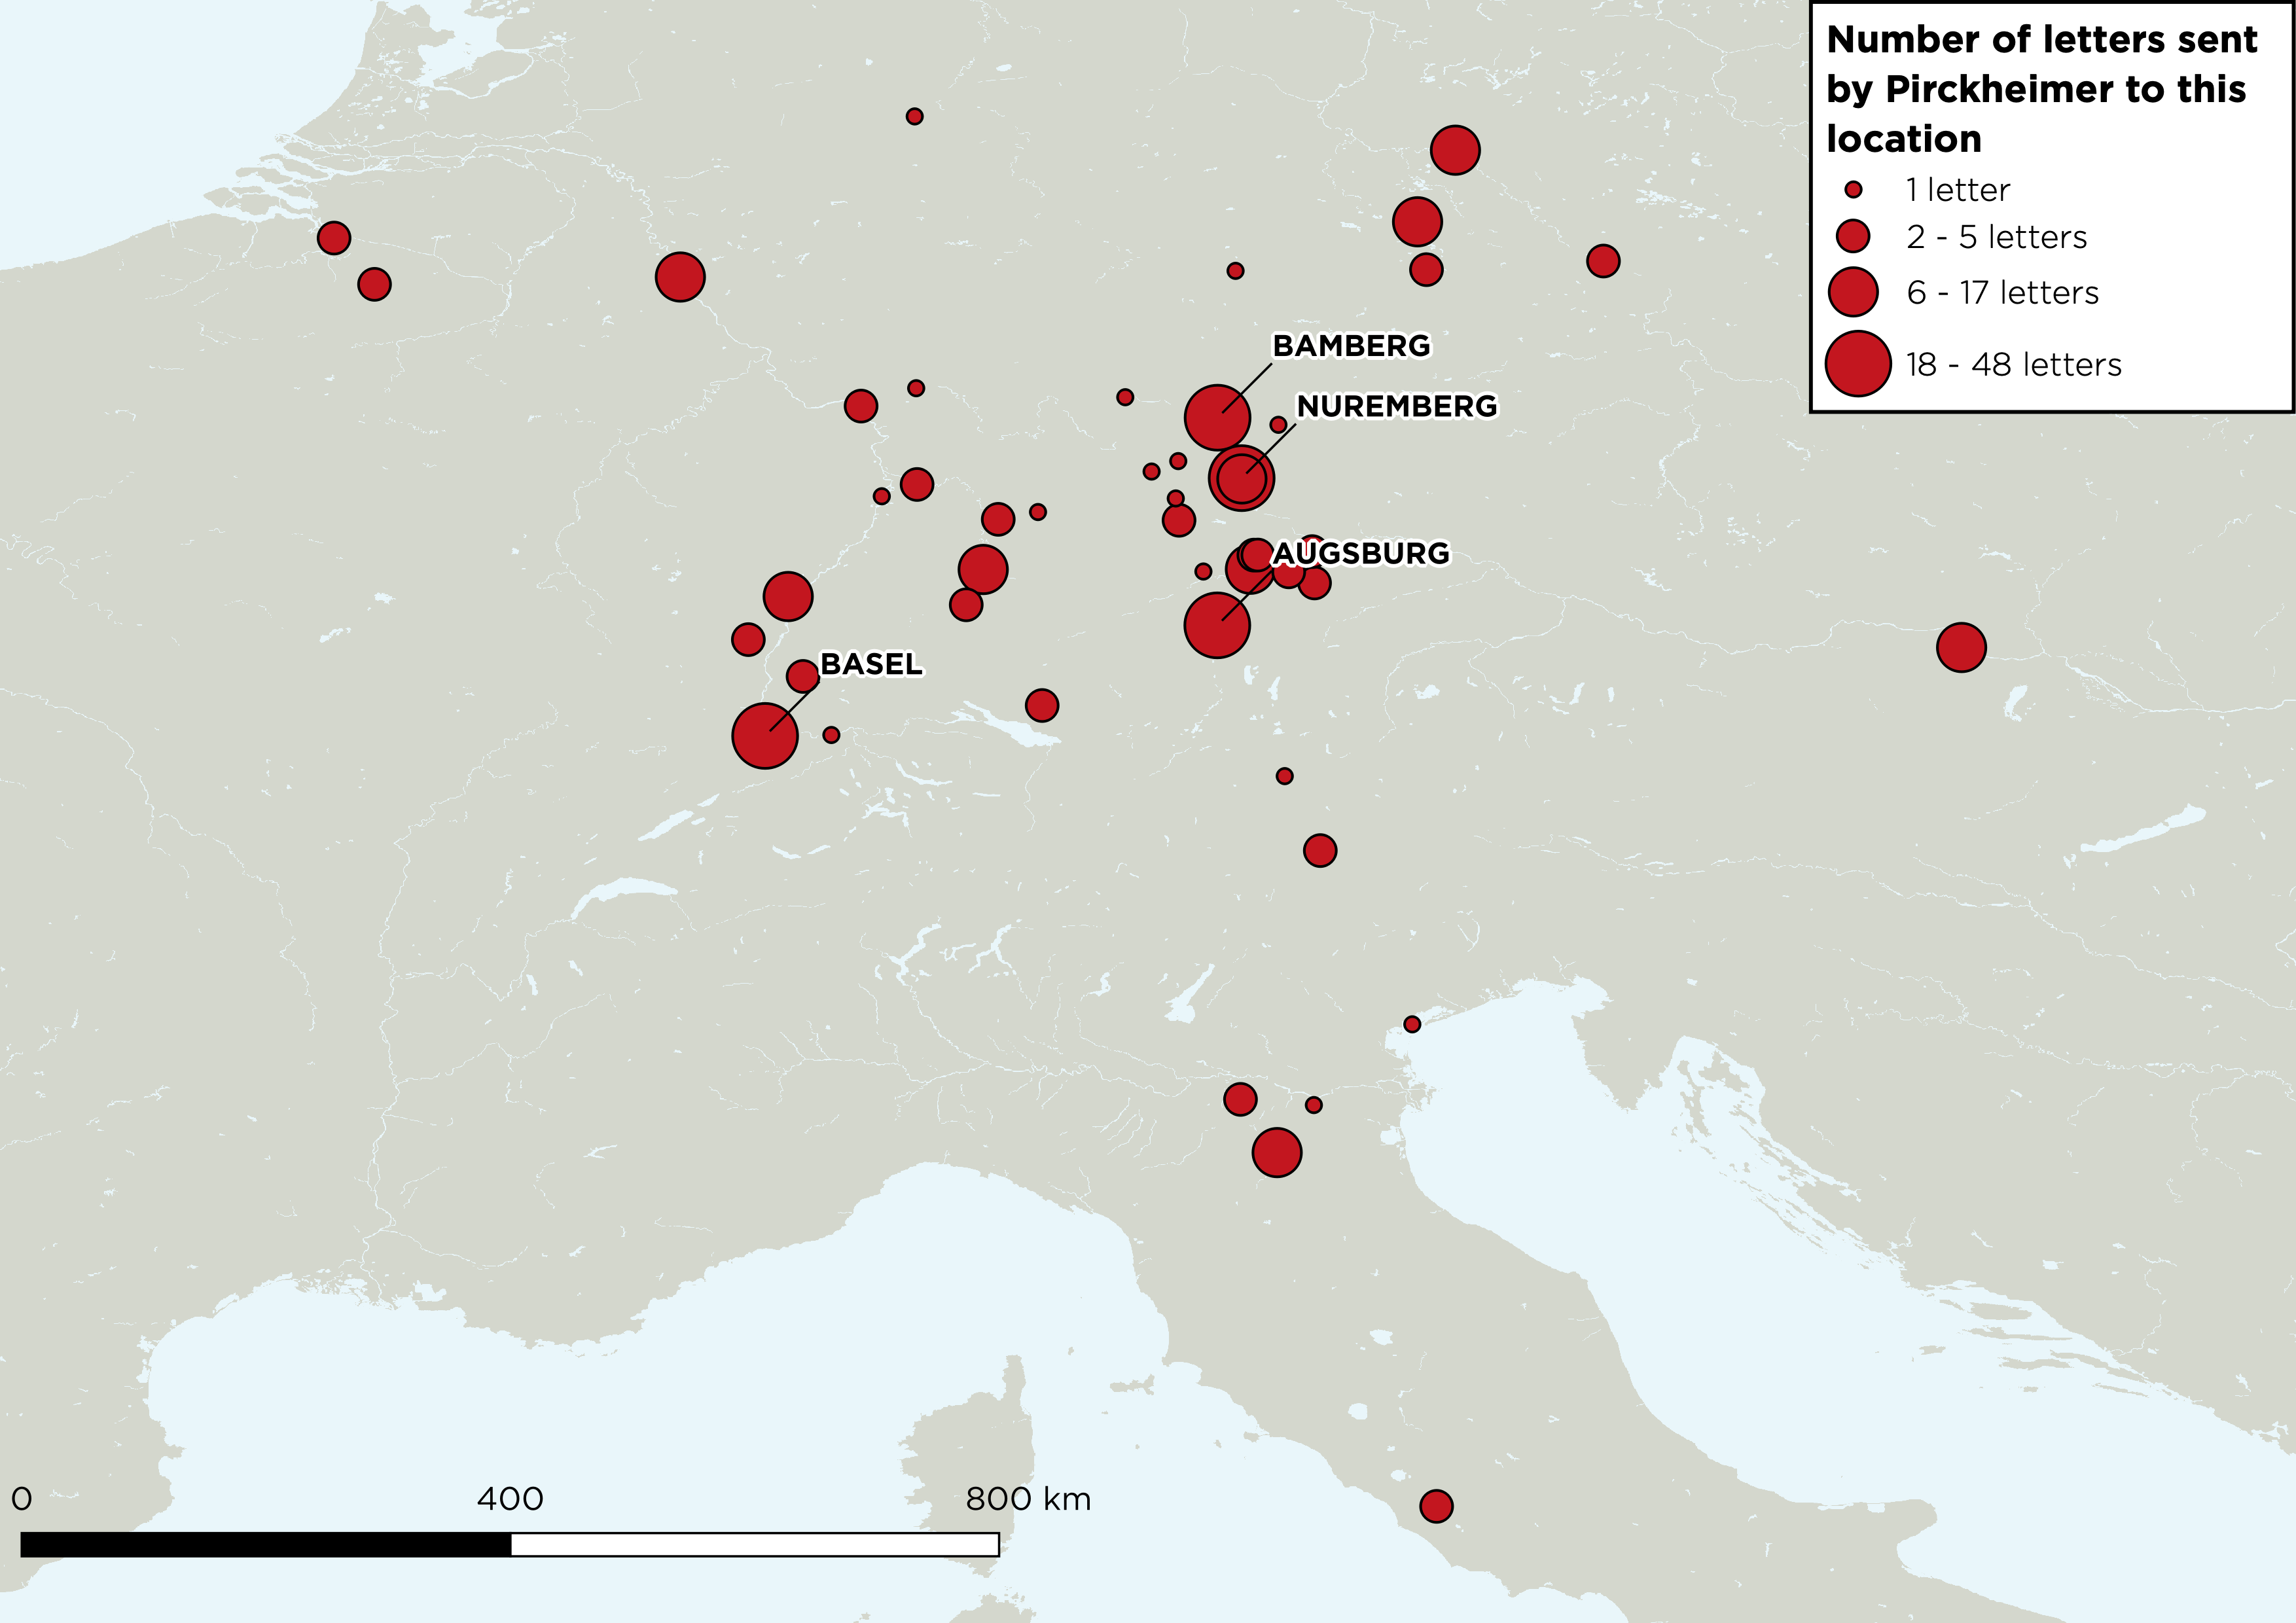 Number of letters sent
by Pirckheimer to this
location
1 letter
2 - 5 letters
6 - 17 letters
18 - 48 letters
BAMBERG
NUREMBERG
AUGSBURG
BASEL
0 400 800 km